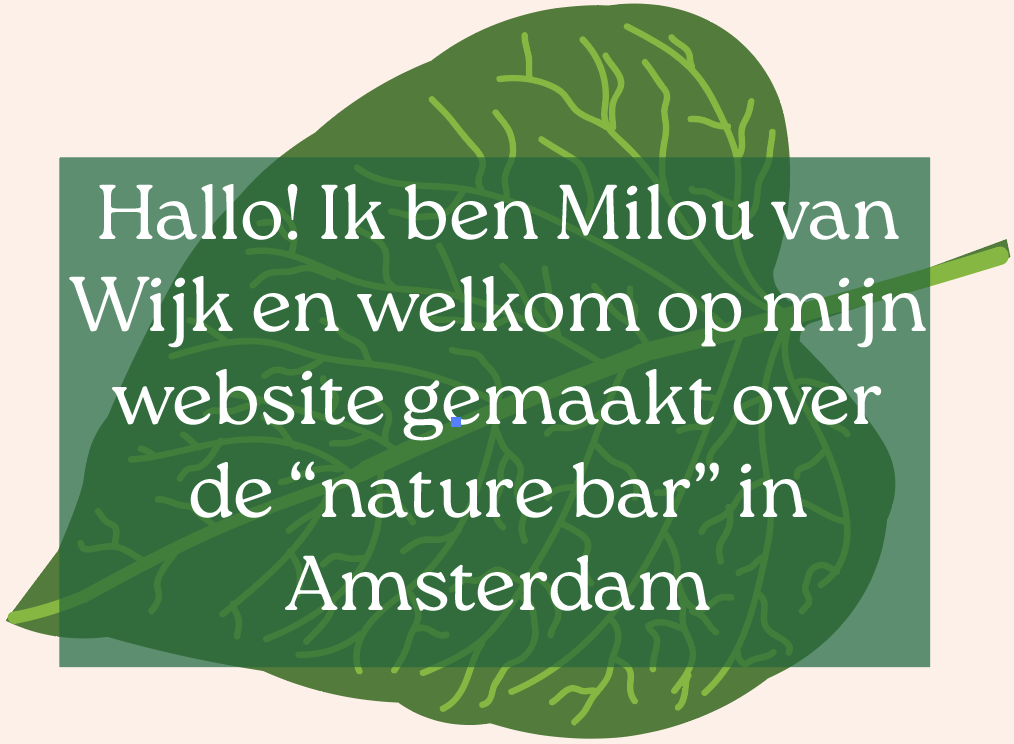 Hallo! Ik ben Milou van
Wijk en welkom op mijn
website gemaakt over
de “nature bar” in
Amsterdam